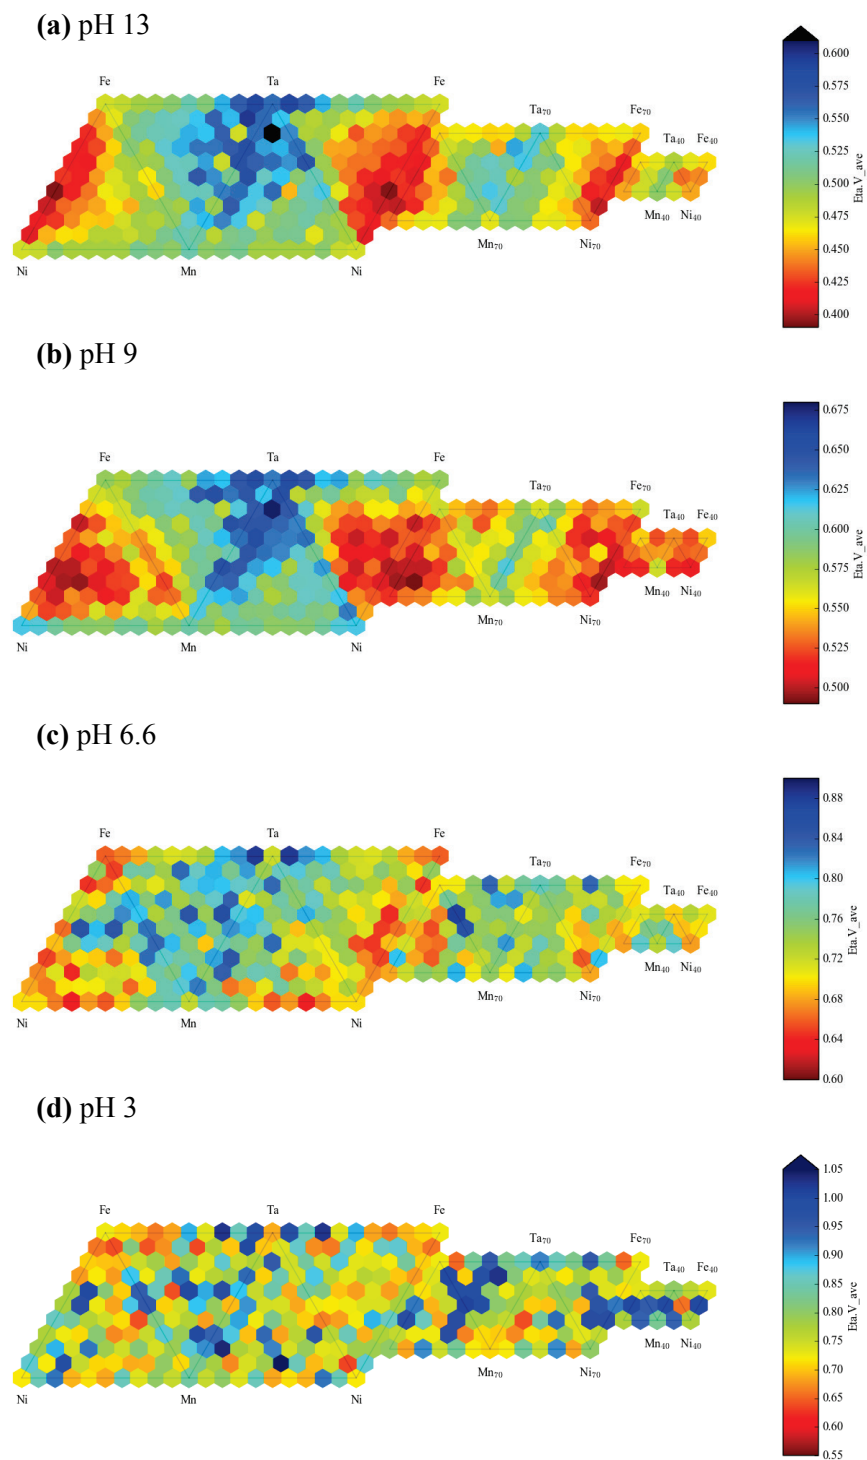 (a) pH 13
Fe Ta Fe
Ta70 Fe70
Ta40 Fe40
Mn40 Ni40
Mn70 Ni70
Ni Mn Ni
0.600
0.575
0.550
0.525
0.500
0.475
0.450
0.425
0.400
Eta.V_ave
(b) pH 9
Fe Ta Fe
Ta70 Fe70
Ta40 Fe40
Mn40 Ni40
Mn70 Ni70
Ni Mn Ni
0.675
0.650
0.625
0.600
0.575
0.550
0.525
0.500
Eta.V_ave
(c) pH 6.6
Fe Ta Fe
Ta70 Fe70
Ta40 Fe40
Mn40 Ni40
Mn70 Ni70
Ni Mn Ni
0.88
0.84
0.80
0.76
0.72
0.68
0.64
0.60
Eta.V_ave
(d) pH 3
Fe Ta Fe
Ta70 Fe70
Ta40 Fe40
Mn40 Ni40
Mn70 Ni70
Ni Mn Ni
1.05
1.00
0.95
0.90
0.85
0.80
0.75
0.70
0.65
0.60
0.55
Eta.V_ave